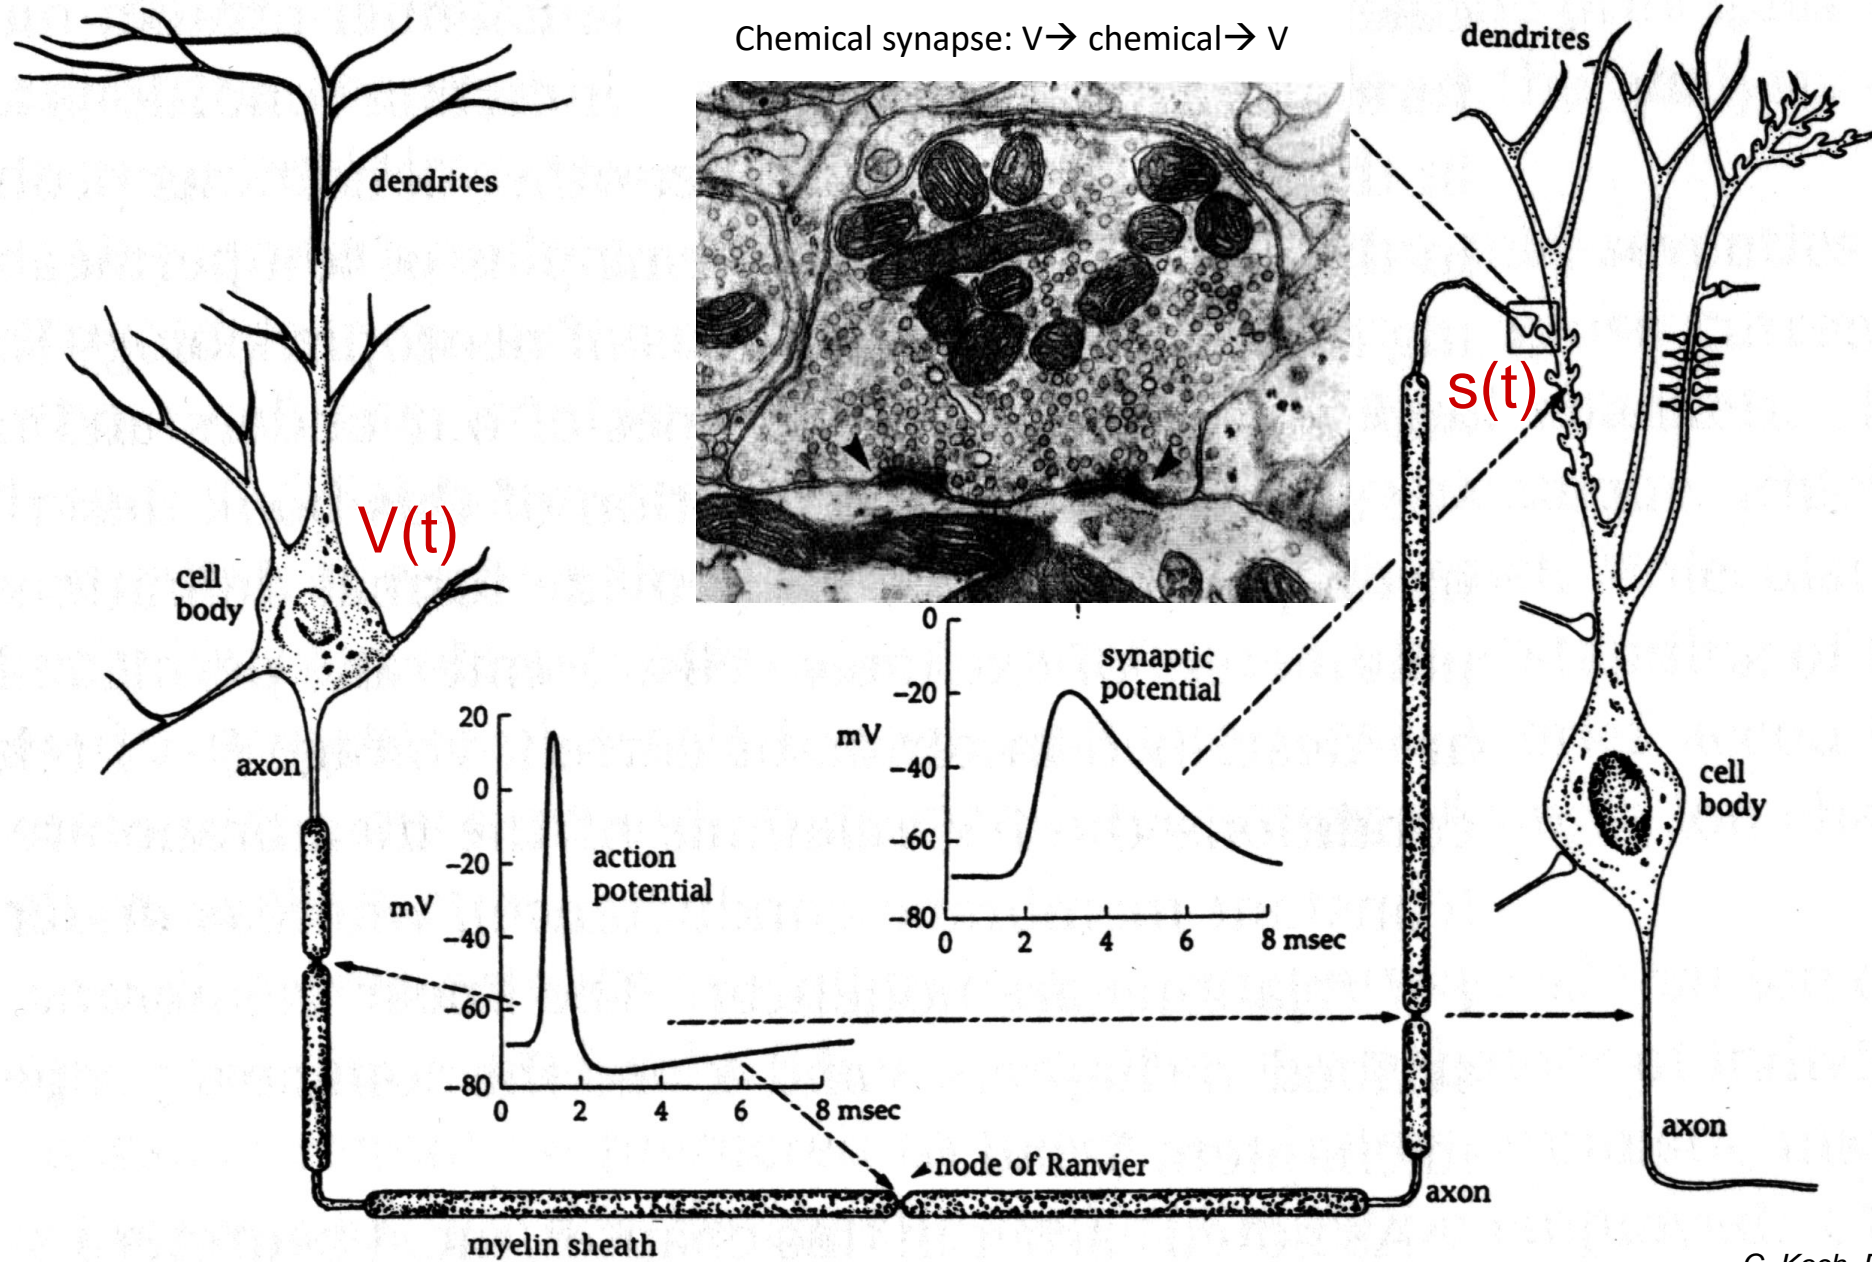 Chemical synapse: V→ chemical→ V
dendrites
dendrites
V(t)
s(t)
cell
body
axon
20
0
-20
-40
-60
-80
mV
action
potential
0 2 4 6 8 msec
0
-20
-40
-60
-80
mV
synaptic
potential
0 2 4 6 8 msec
cell
body
node of Ranvier
axon
axon
myelin sheath
C. Koch,